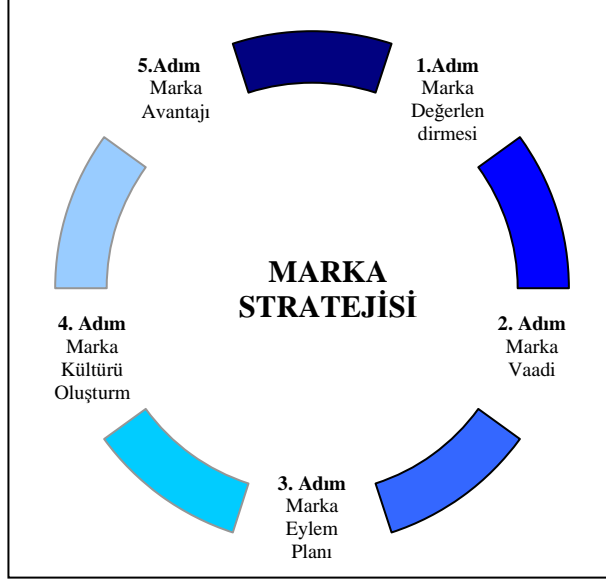 5.Adım
Marka
Avantajı
1.Adım
Marka
Değerlen
dirmesi
MARKA
STRATEJİSİ
4. Adım
Marka
Kültürü
Oluşturm
2. Adım
Marka
Vaadi
3. Adım
Marka
Eylem
Planı